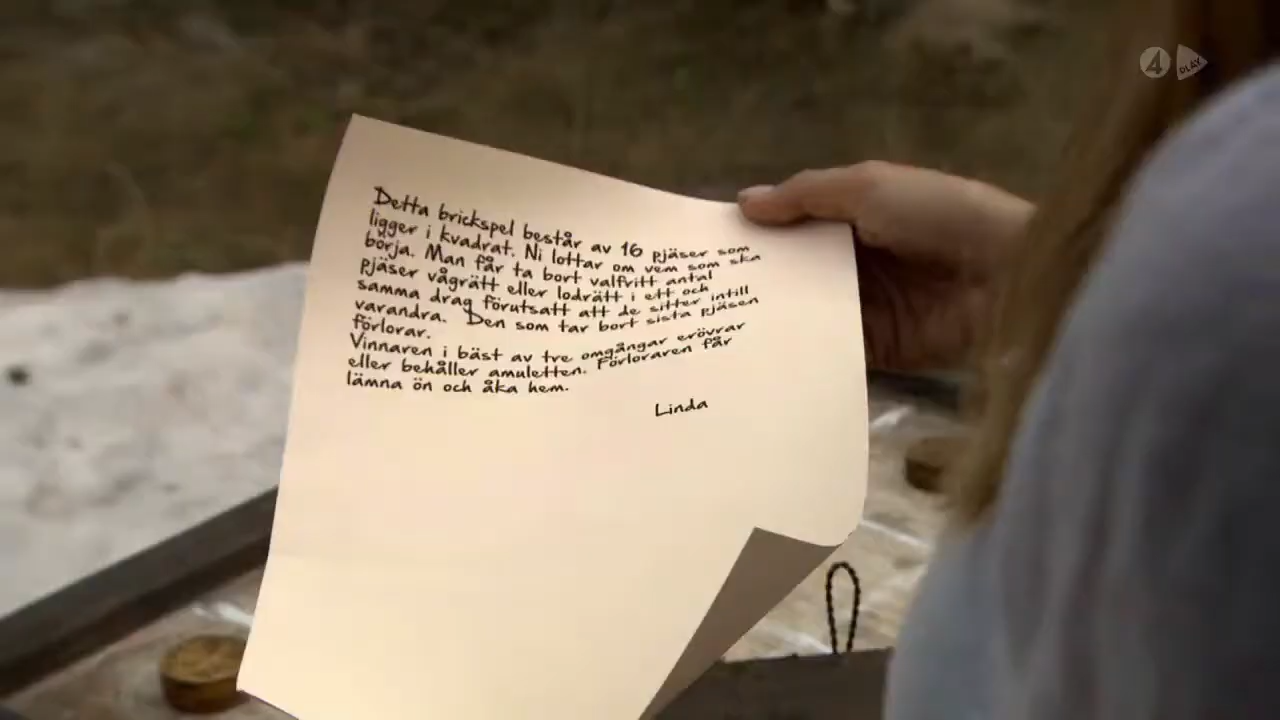 4 PLAY
Detta brickspel består av 16 pjäser som
ligger i kvadrat. Ni lottar om vem som ska
börja. Man får ta bort valfritt antal
pjäser vågrätt eller lodrätt i ett och
samma drag förutsatt att de sitter intill
varandra. Den som tar bort sista pjäsen
förlorar.
Vinnaren i bäst av tre omgångar erövrar
eller behåller amuletten. Förloraren får
lämna ön och åka hem.
Linda